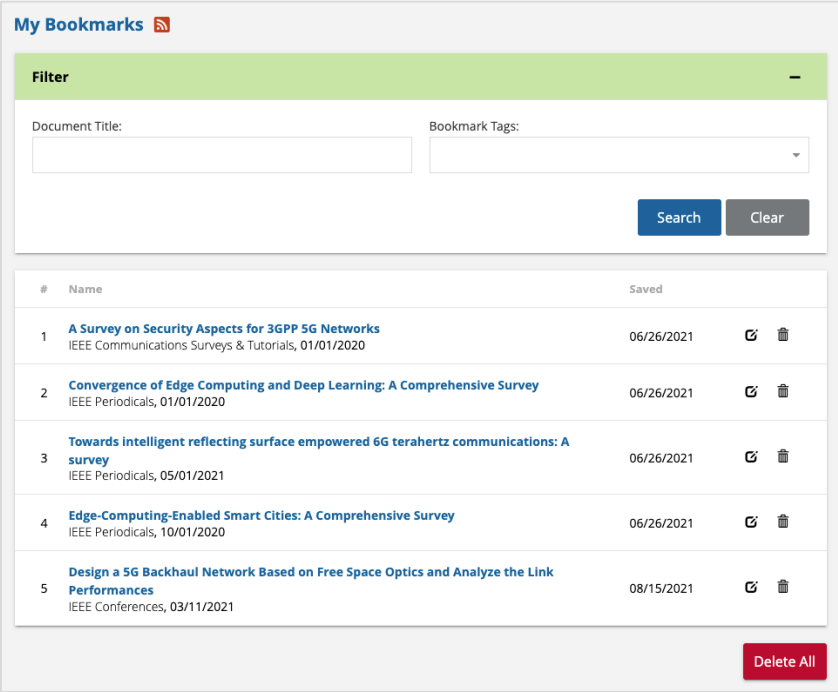 My Bookmarks
Filter
Document Title:
Bookmark Tags:
Search
Clear
# Name Saved
1 A Survey on Security Aspects for 3GPP 5G Networks 06/26/2021
IEEE Communications Surveys & Tutorials, 01/01/2020
2 Convergence of Edge Computing and Deep Learning: A Comprehensive Survey 06/26/2021
IEEE Periodicals, 01/01/2020
3 Towards intelligent reflecting surface empowered 6G terahertz communications: A 06/26/2021
survey
IEEE Periodicals, 05/01/2021
4 Edge-Computing-Enabled Smart Cities: A Comprehensive Survey 06/26/2021
IEEE Periodicals, 10/01/2020
5 Design a 5G Backhaul Network Based on Free Space Optics and Analyze the Link 08/15/2021
Performances
IEEE Conferences, 03/11/2021
Delete All